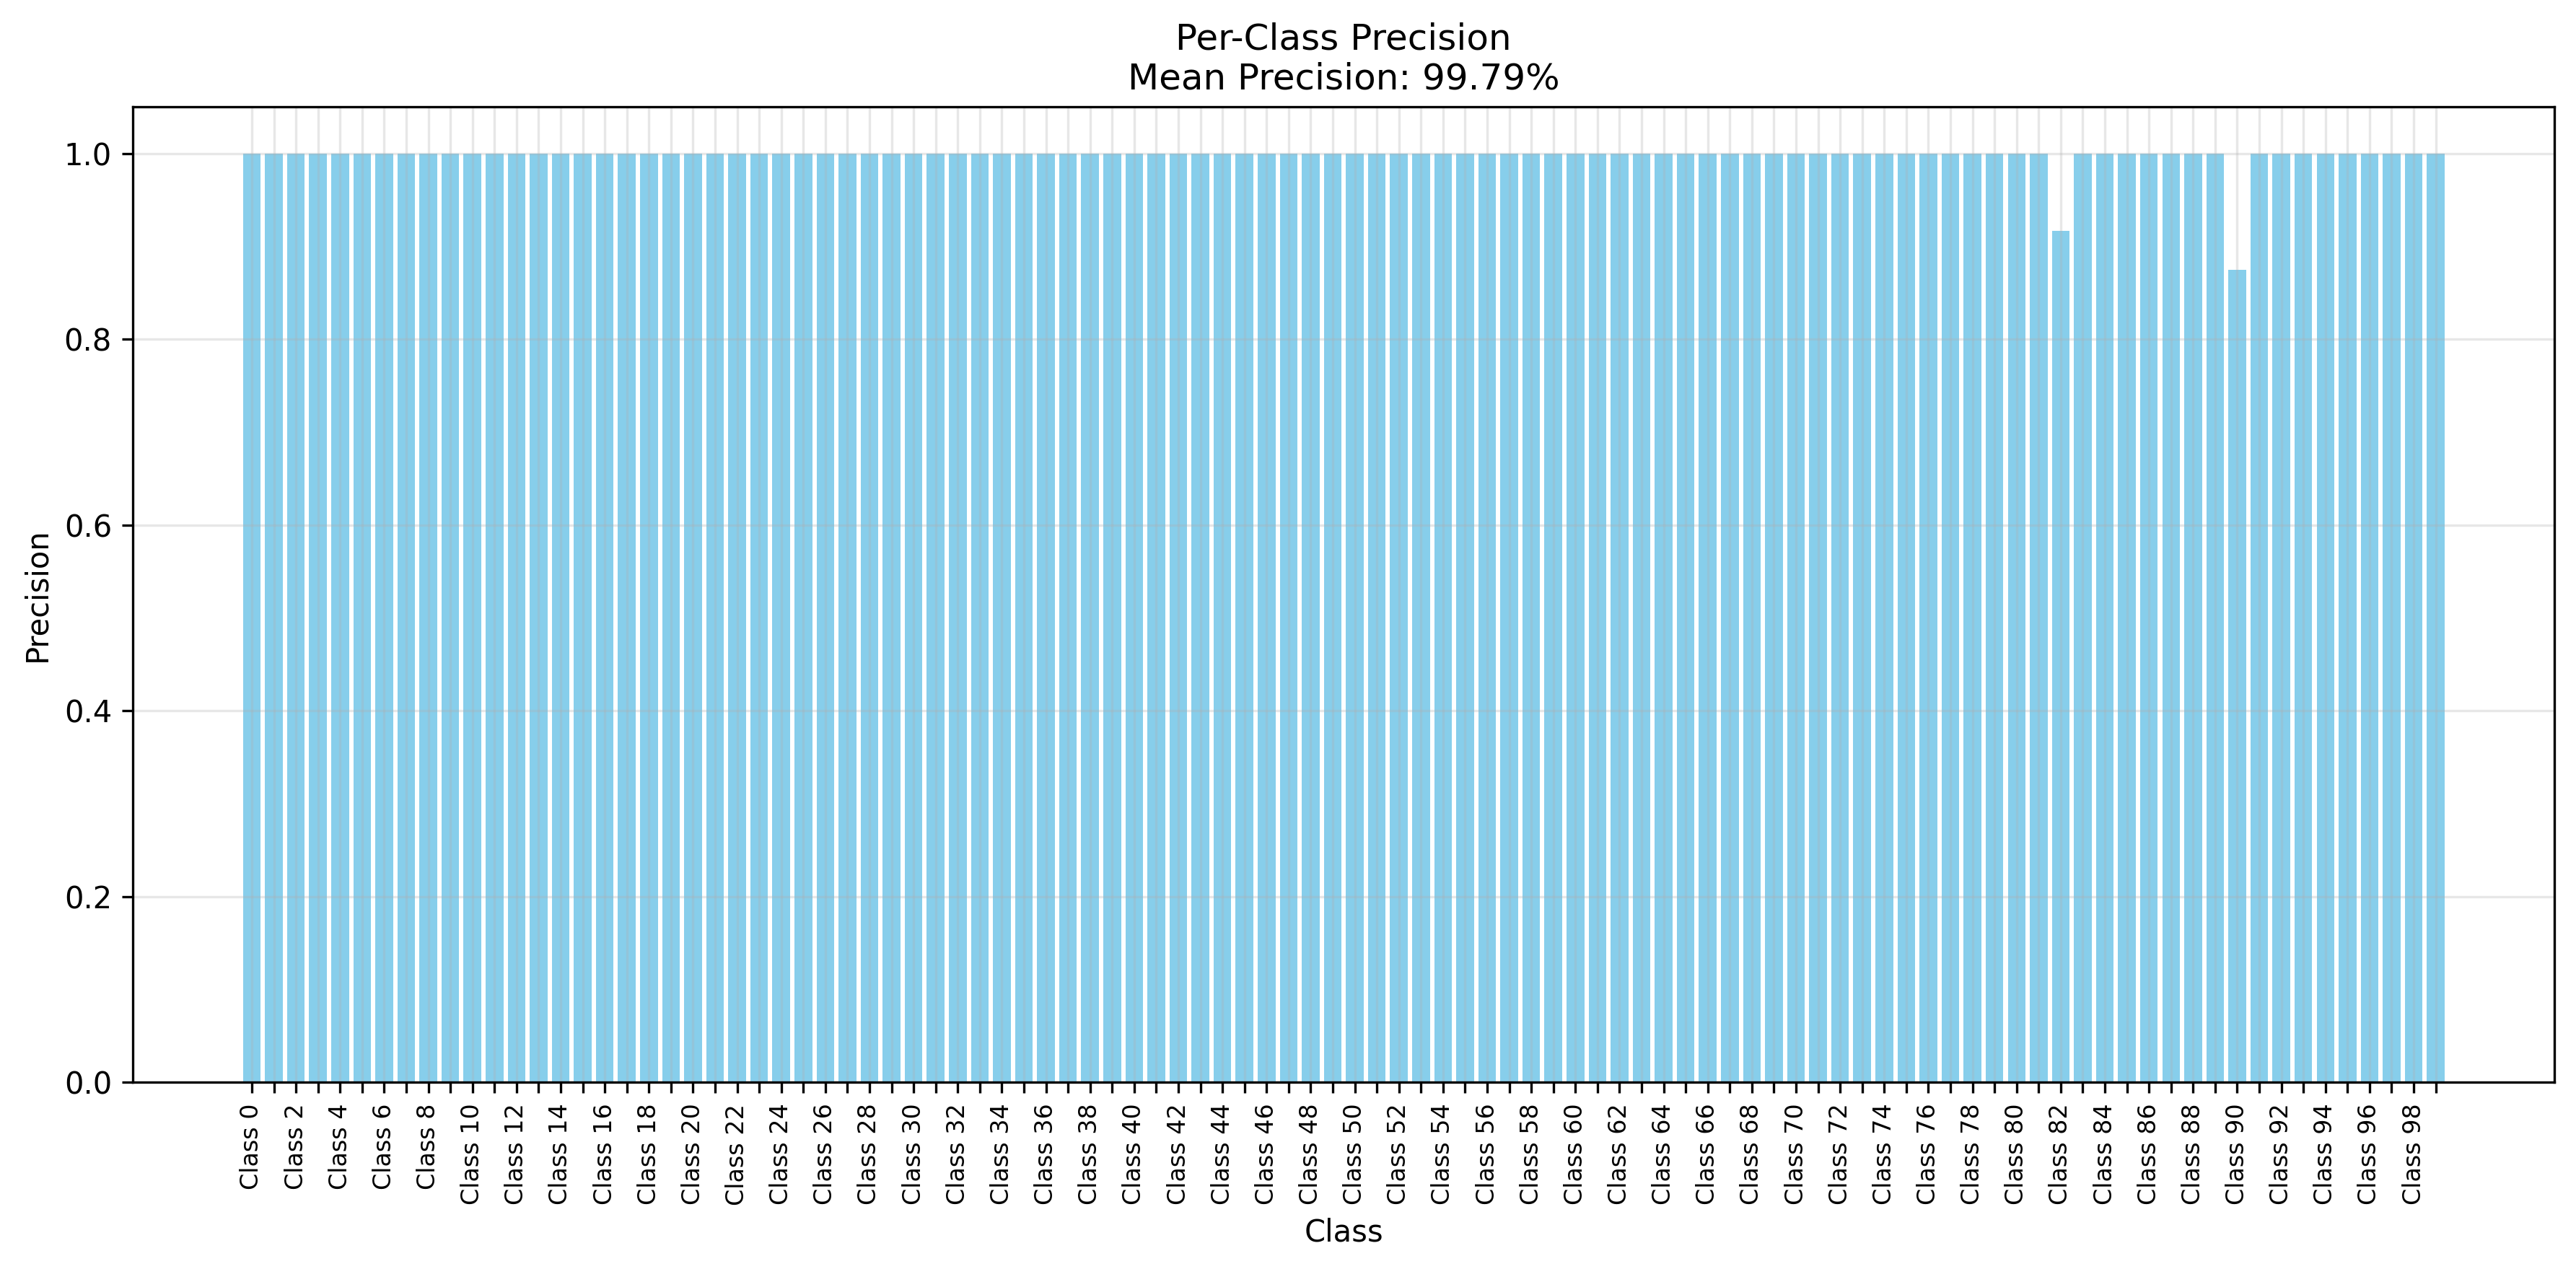 Per-Class Precision
Mean Precision: 99.79%
Precision
1.0
0.8
0.6
0.4
0.2
0.0
Class 0
Class 2
Class 4
Class 6
Class 8
Class 10
Class 12
Class 14
Class 16
Class 18
Class 20
Class 22
Class 24
Class 26
Class 28
Class 30
Class 32
Class 34
Class 36
Class 38
Class 40
Class 42
Class 44
Class 46
Class 48
Class 50
Class 52
Class 54
Class 56
Class 58
Class 60
Class 62
Class 64
Class 66
Class 68
Class 70
Class 72
Class 74
Class 76
Class 78
Class 80
Class 82
Class 84
Class 86
Class 88
Class 90
Class 92
Class 94
Class 96
Class 98
Class